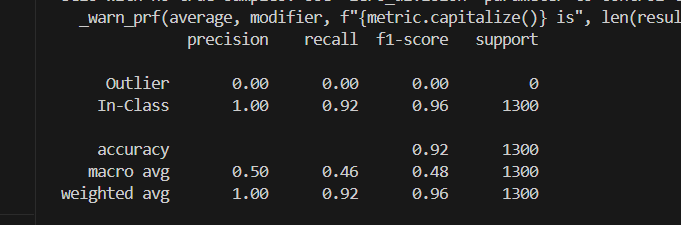 _warn_prf(average, modifier, f"{metric.capitalize()} is", len(resul
precision recall f1-score support
Outlier 0.00 0.00 0.00 0
In-Class 1.00 0.92 0.96 1300
accuracy 0.92 1300
macro avg 0.50 0.46 0.48 1300
weighted avg 1.00 0.92 0.96 1300